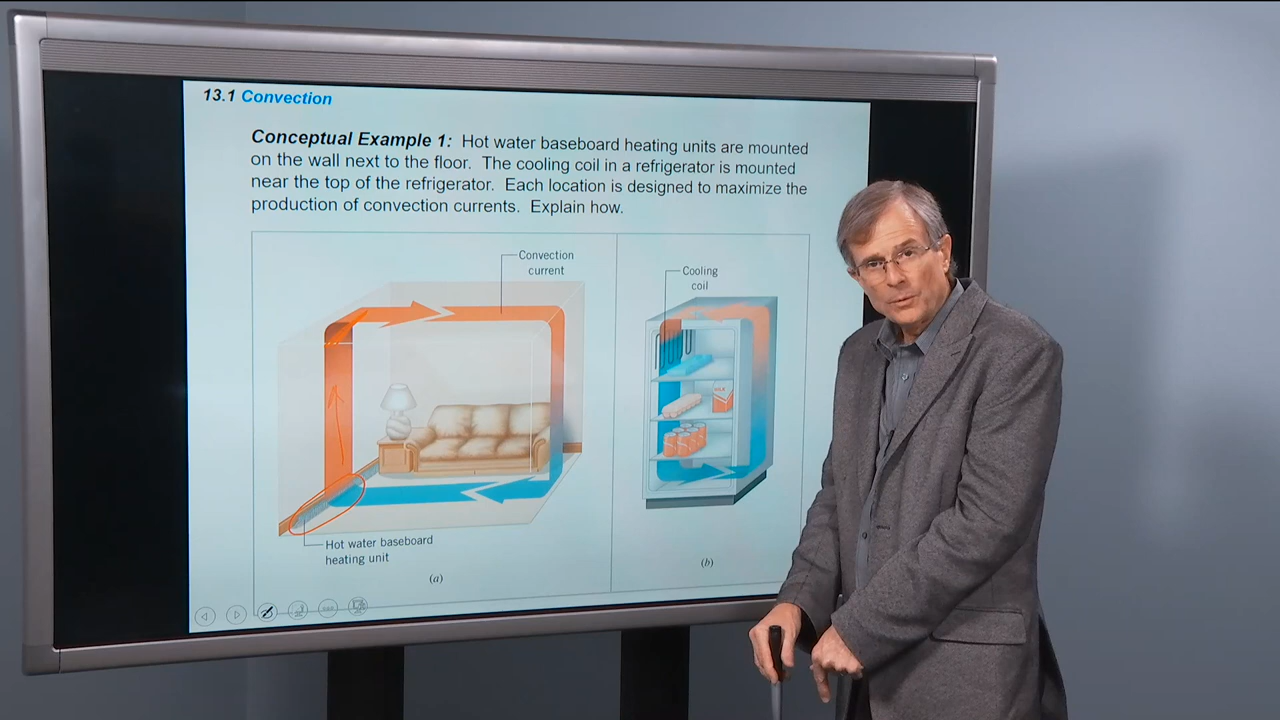 13.1 Convection
Conceptual Example 1: Hot water baseboard heating units are mounted
on the wall next to the floor. The cooling coil in a refrigerator is mounted
near the top of the refrigerator. Each location is designed to maximize the
production of convection currents. Explain how.
Convection
current
Cooling
coil
MILK
Hot water baseboard
heating unit
(a)
(b)